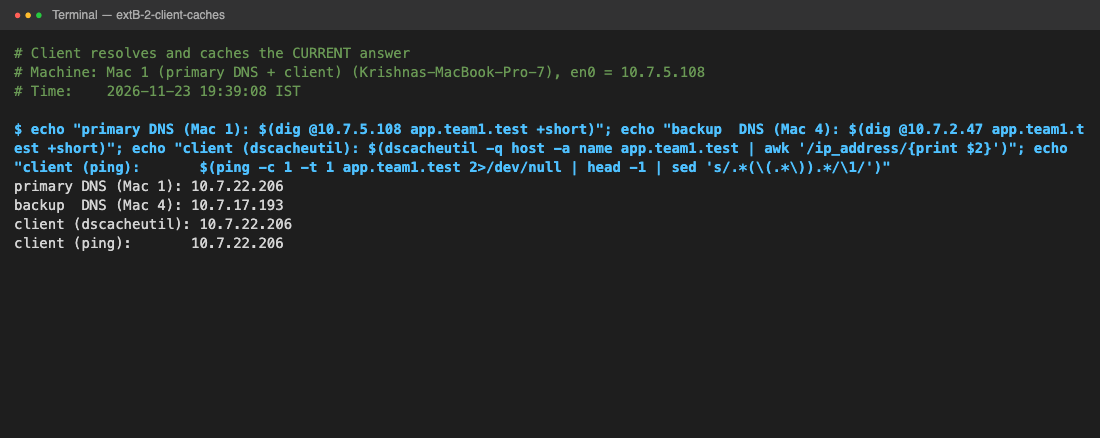 Terminal — extB-2-client-caches
# Client resolves and caches the CURRENT answer
# Machine: Mac 1 (primary DNS + client) (Krishnas-MacBook-Pro-7), en0 = 10.7.5.108
# Time:    2026-11-23 19:39:08 IST
$ echo "primary DNS (Mac 1): $(dig @10.7.5.108 app.team1.test +short)"; echo "backup  DNS (Mac 4): $(dig @10.7.2.47 app.team1.t
est +short)"; echo "client (dscacheutil): $(dscacheutil -q host -a name app.team1.test | awk '/ip_address/{print $2}')"; echo
"client (ping):       $(ping -c 1 -t 1 app.team1.test 2>/dev/null | head -1 | sed 's/.*(\(.*\)).*/\1/')"
primary DNS (Mac 1): 10.7.22.206
backup  DNS (Mac 4): 10.7.17.193
client (dscacheutil): 10.7.22.206
client (ping):       10.7.22.206